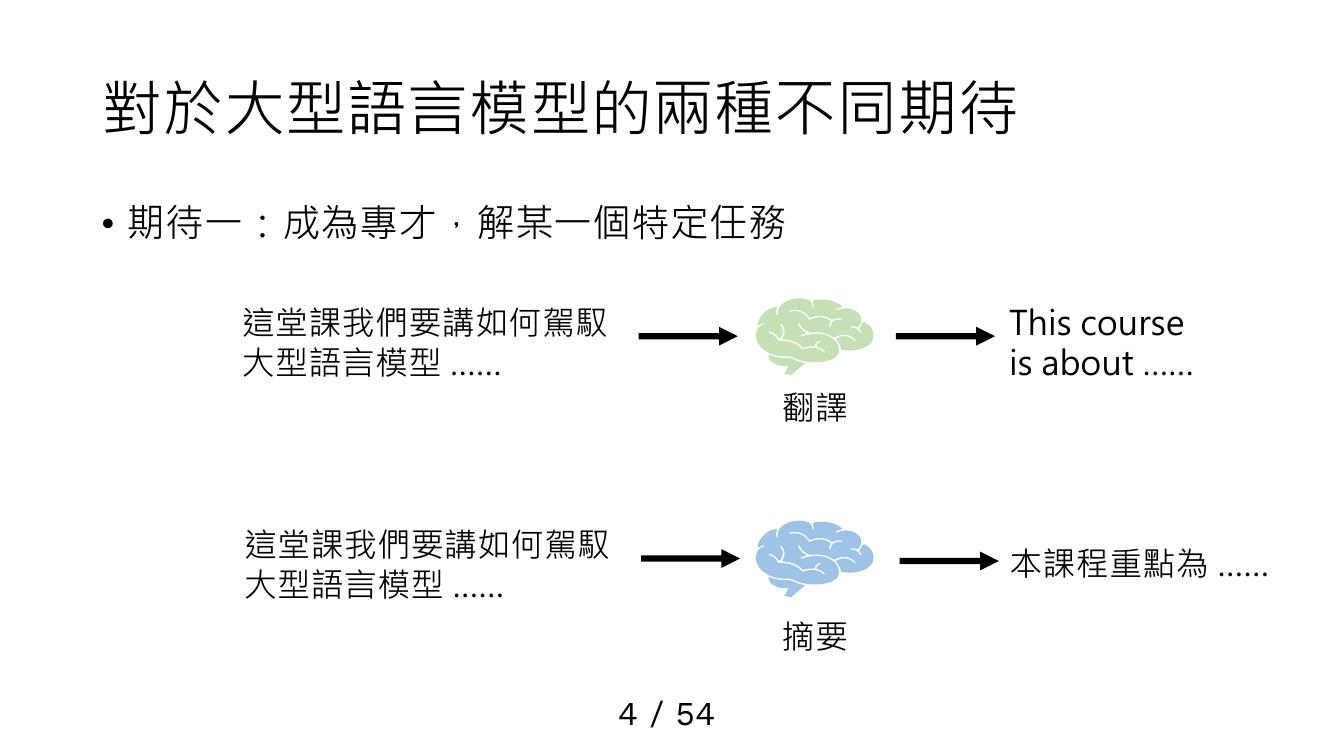 對於大型語言模型的兩種不同期待
• 期待一：成為專才，解某一個特定任務
這堂課我們要講如何駕馭
大型語言模型 ……
This course
is about ……
翻譯
這堂課我們要講如何駕馭
大型語言模型 ……
本課程重點為 ……
摘要
4 / 54